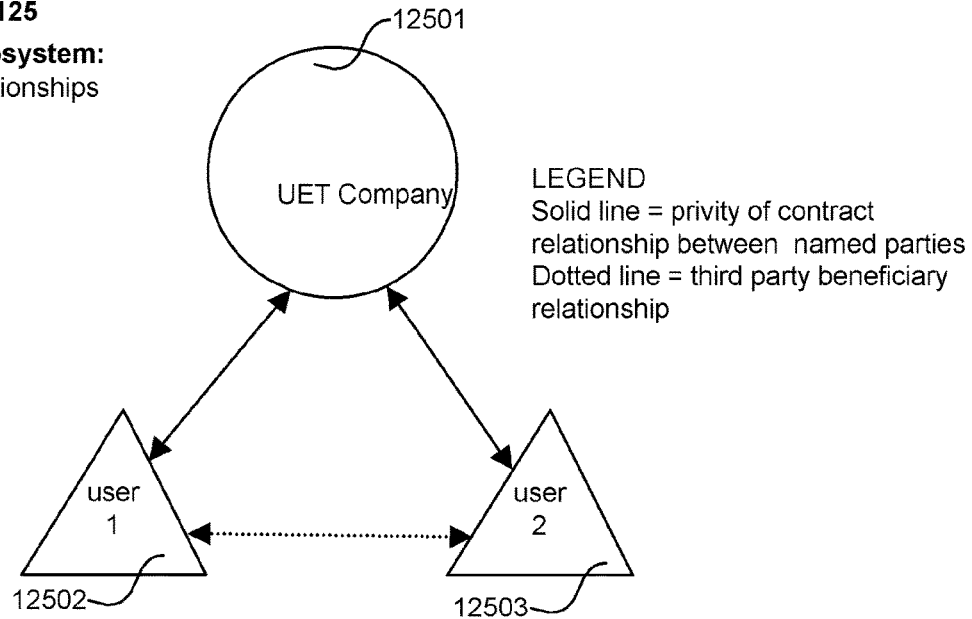 125
12501
system:
ionships
UET Company
LEGEND
Solid line = privity of contract
relationship between named parties
Dotted line = third party beneficiary
relationship
user
1
user
2
12502
12503